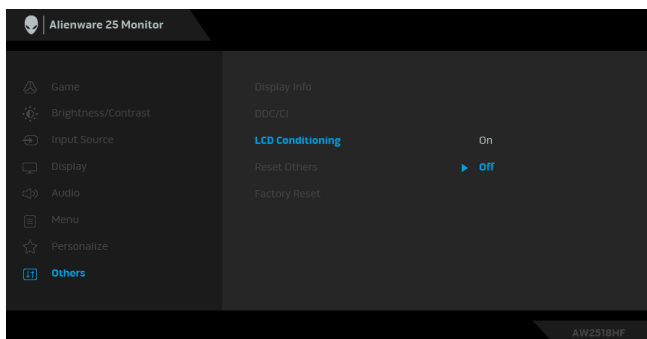 Alienware 25 Monitor
Game
Brightness/Contrast
Input Source
Display
Audio
Menu
Personalize
Others
Display Info
DDC/CI
LCD Conditioning On
Reset Others Off
Factory Reset
AW2518HF